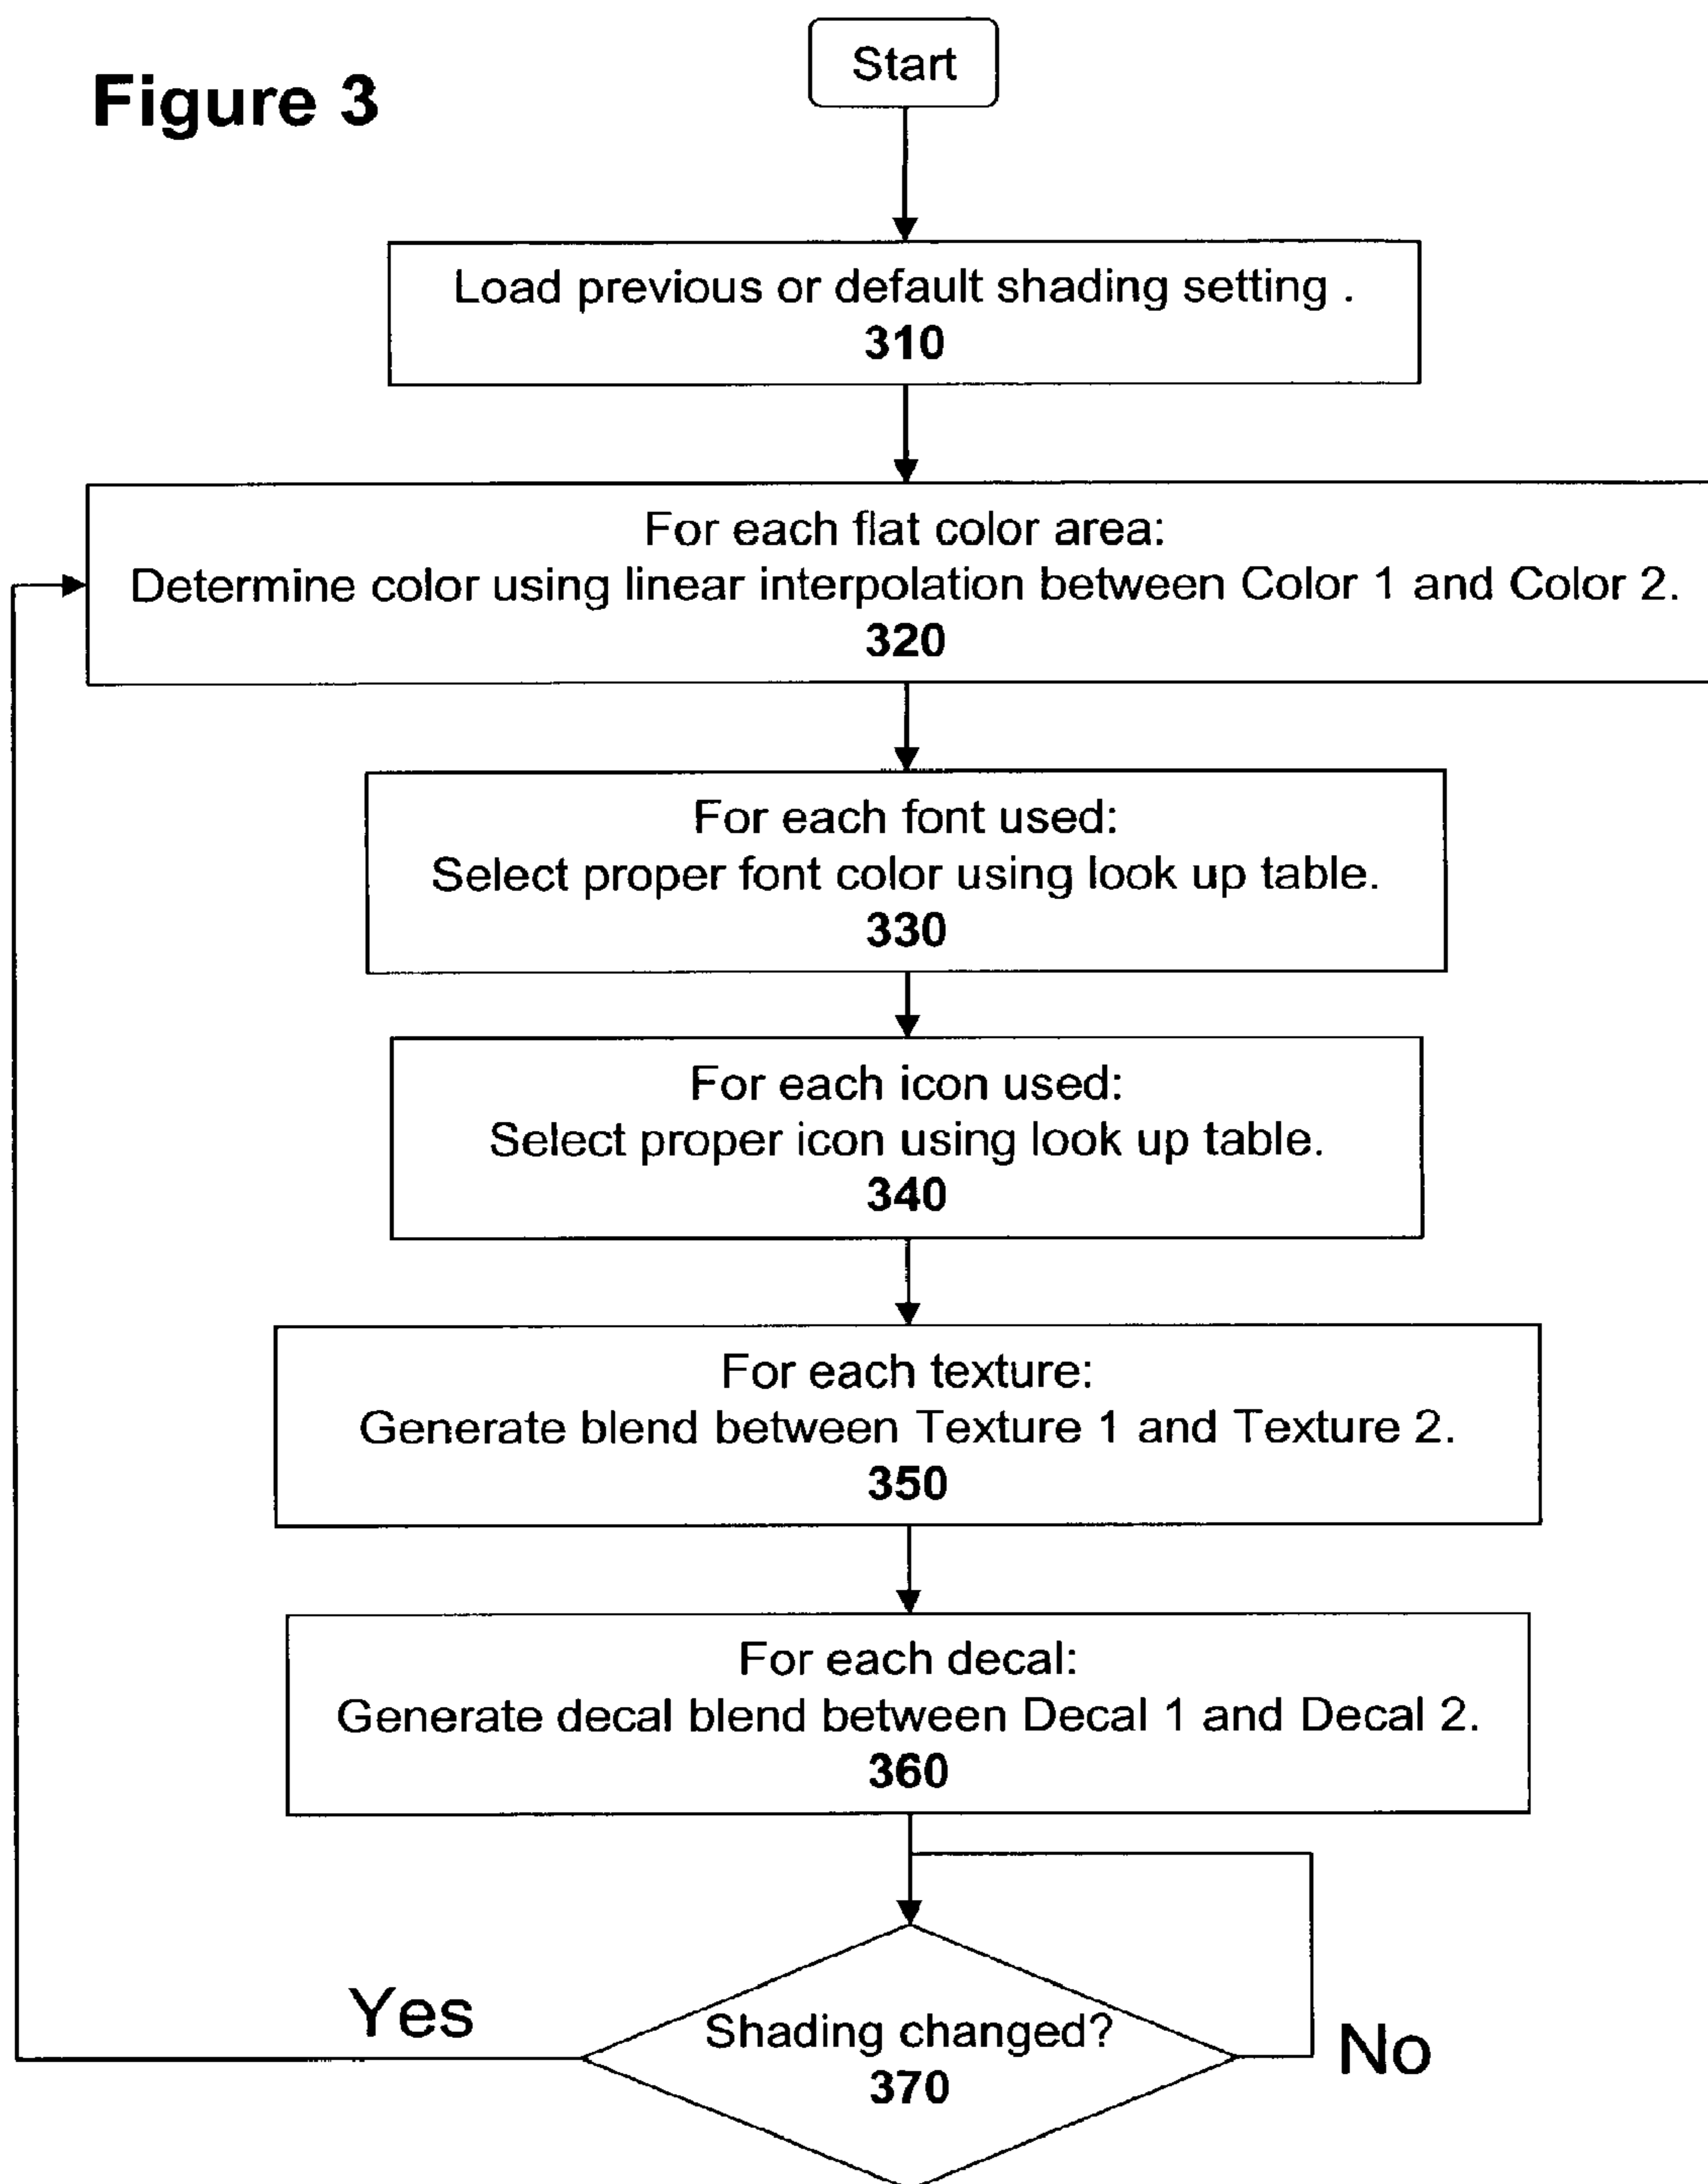 Figure 3
Start
Load previous or default shading setting .
310
For each flat color area:
Determine color using linear interpolation between Color 1 and Color 2.
320
For each font used:
Select proper font color using look up table.
330
For each icon used:
Select proper icon using look up table.
340
For each texture:
Generate blend between Texture 1 and Texture 2.
350
For each decal:
Generate decal blend between Decal 1 and Decal 2.
360
Yes
Shading changed?
370
No